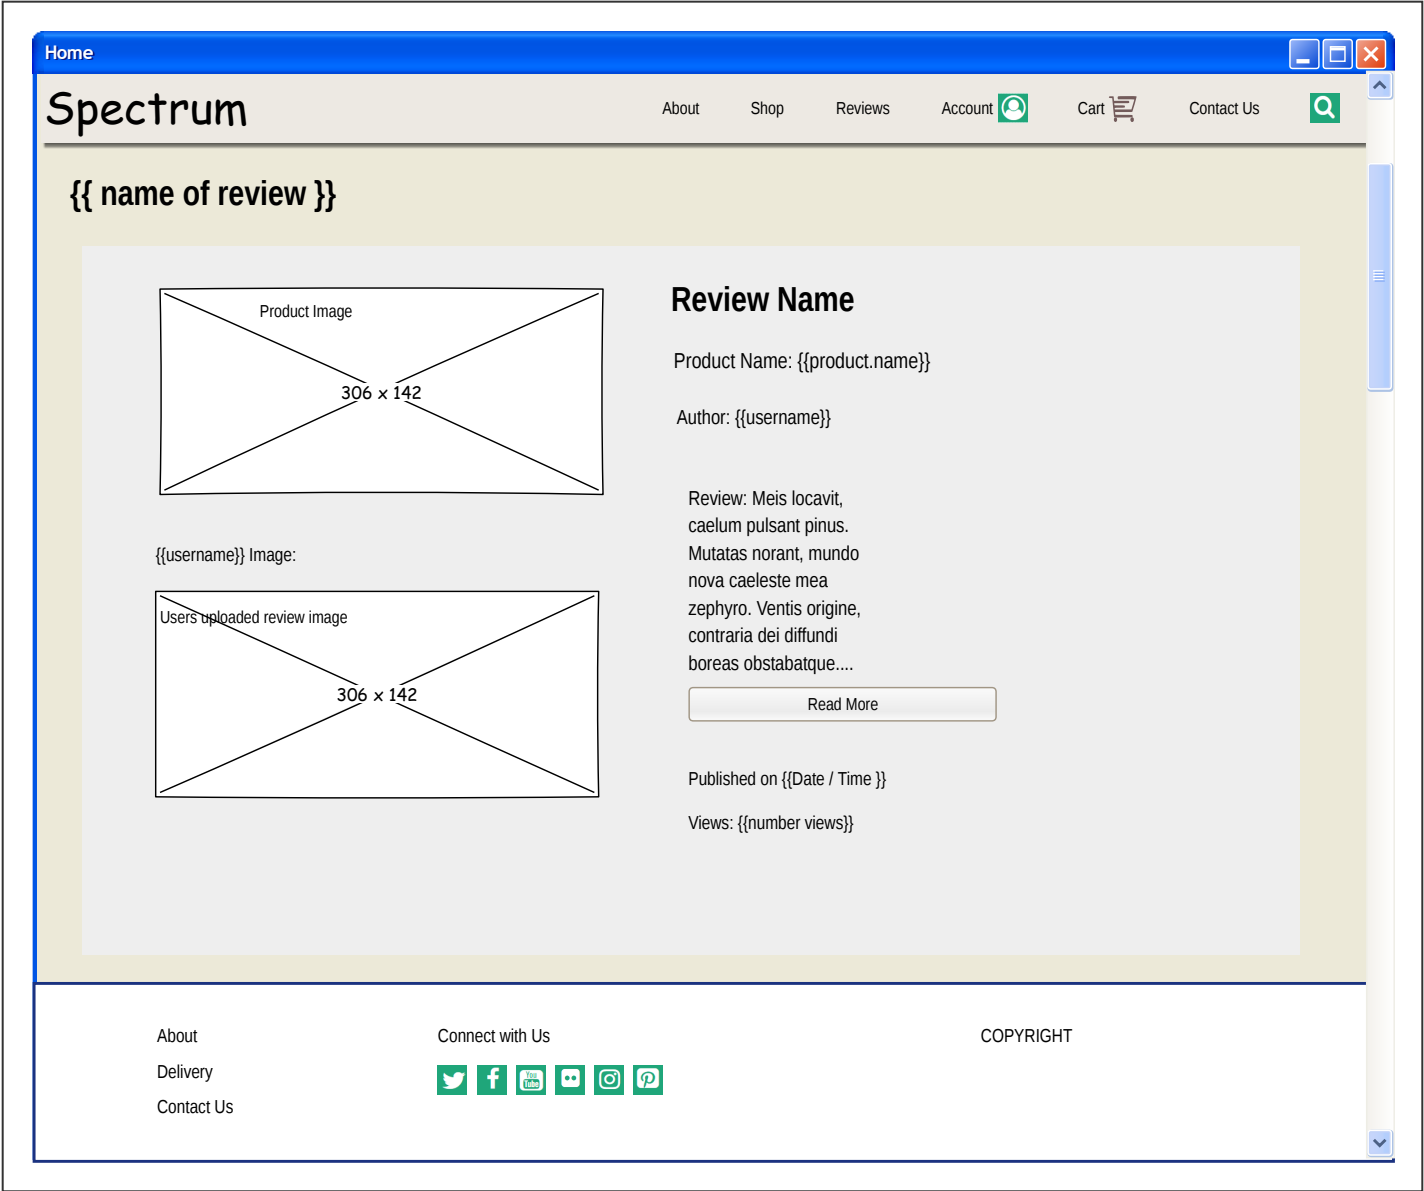 Home
Spectrum
About Shop Reviews Account Cart Contact Us
{{ name of review }}
Product Image
306 x 142
{{username}} Image:
Users uploaded review image
306 x 142
Review Name
Product Name: {{product.name}}
Author: {{username}}
Review: Meis locavit,
caelum pulsant pinus.
Mutatas norant, mundo
nova caeleste mea
zephyro. Ventis origine,
contraria dei diffundi
boreas obstabatque....
Read More
Published on {{Date / Time }}
Views: {{number views}}
About
Delivery
Contact Us
Connect with Us
You Tube
COPYRIGHT